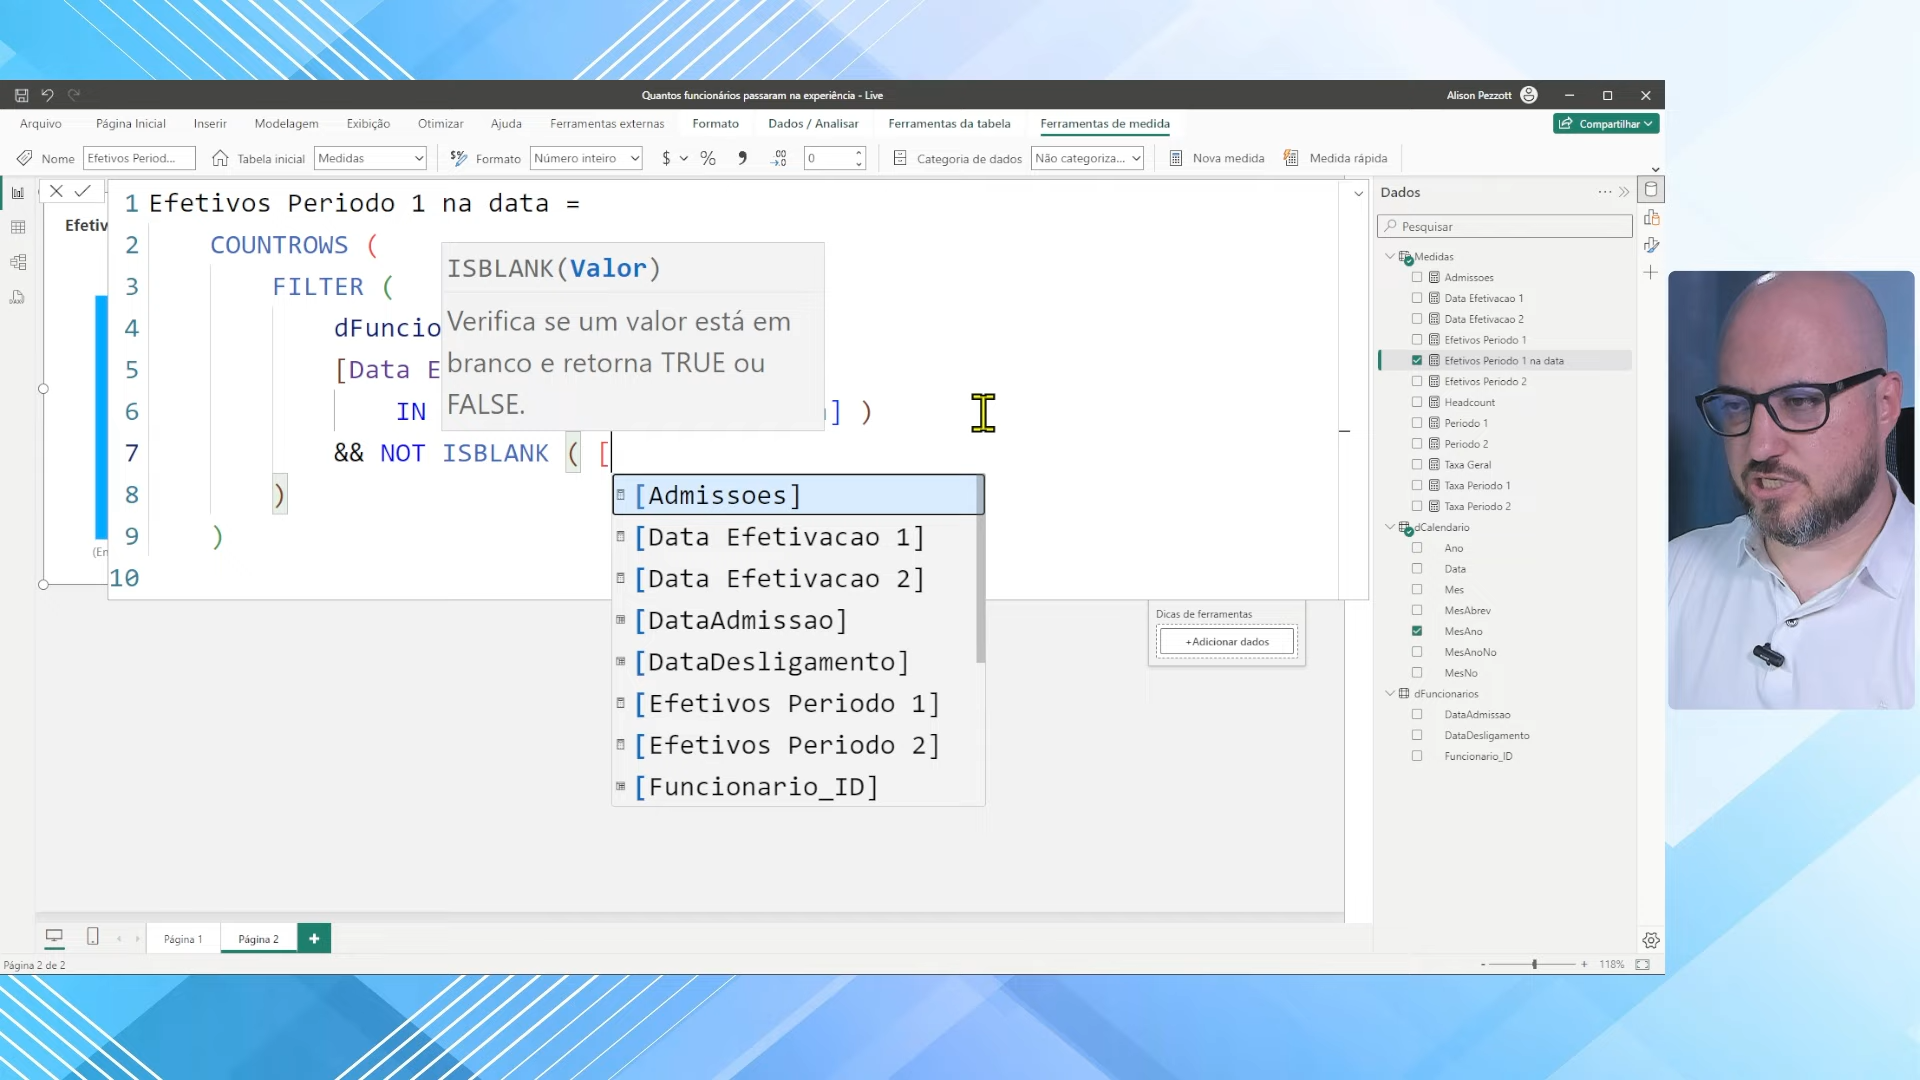 Quantos funcionários passaram na experiência - Live
Alison Pezzott
Arquivo Página Inicial Inserir Modelagem Exibição Otimizar Ajuda Ferramentas externas Formato Dados / Analisar Ferramentas da tabela Ferramentas de medida Compartilhar
Nome Efetivos Period... Tabela inicial Medidas Formato Número inteiro $ % 0 Categoria de dados Não categoriza... Nova medida Medida rápida
1 Efetivos Periodo 1 na data =
2 COUNTROWS (
3 FILTER (
4 dFuncio
5 [Data E
6 IN ] )
7 && NOT ISBLANK ( [
8 )
9 )
10
Efetiv
(En
ISBLANK(Valor)
Verifica se um valor está em
branco e retorna TRUE ou
FALSE.
[Admissoes]
[Data Efetivacao 1]
[Data Efetivacao 2]
[DataAdmissao]
[DataDesligamento]
[Efetivos Periodo 1]
[Efetivos Periodo 2]
[Funcionario_ID]
Dicas de ferramentas
+Adicionar dados
Dados
Pesquisar
Medidas
Admissoes
Data Efetivacao 1
Data Efetivacao 2
Efetivos Periodo 1
Efetivos Periodo 1 na data
Efetivos Periodo 2
Headcount
Periodo 1
Periodo 2
Taxa Geral
Taxa Periodo 1
Taxa Periodo 2
dCalendario
Ano
Data
Mes
MesAbrev
MesAno
MesAnoNo
MesNo
dFuncionarios
DataAdmissao
DataDesligamento
Funcionario_ID
Página 1 Página 2
Página 2 de 2
- + 118%